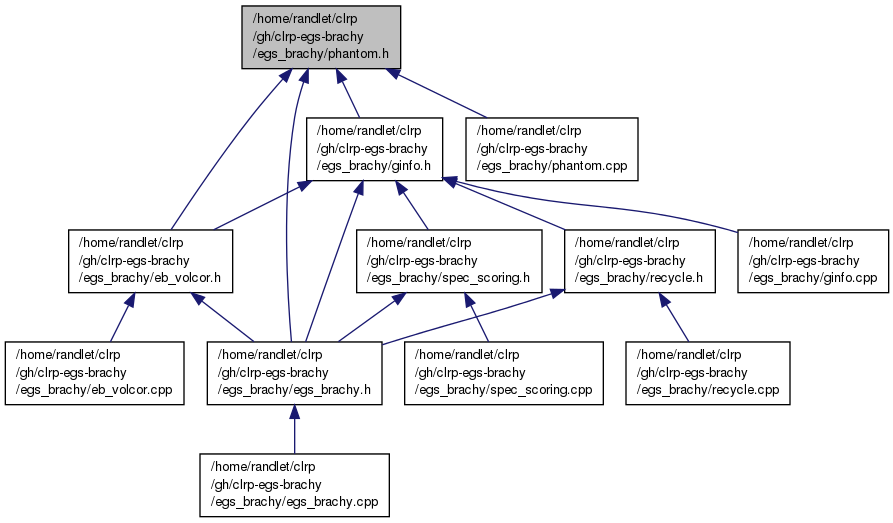 /home/randlet/clrp
/gh/clrp-egs-brachy
/egs_brachy/phantom.h
/home/randlet/clrp
/gh/clrp-egs-brachy
/egs_brachy/ginfo.h
/home/randlet/clrp
/gh/clrp-egs-brachy
/egs_brachy/phantom.cpp
/home/randlet/clrp
/gh/clrp-egs-brachy
/egs_brachy/eb_volcor.h
/home/randlet/clrp
/gh/clrp-egs-brachy
/egs_brachy/spec_scoring.h
/home/randlet/clrp
/gh/clrp-egs-brachy
/egs_brachy/recycle.h
/home/randlet/clrp
/gh/clrp-egs-brachy
/egs_brachy/ginfo.cpp
/home/randlet/clrp
/gh/clrp-egs-brachy
/egs_brachy/eb_volcor.cpp
/home/randlet/clrp
/gh/clrp-egs-brachy
/egs_brachy/egs_brachy.h
/home/randlet/clrp
/gh/clrp-egs-brachy
/egs_brachy/spec_scoring.cpp
/home/randlet/clrp
/gh/clrp-egs-brachy
/egs_brachy/recycle.cpp
/home/randlet/clrp
/gh/clrp-egs-brachy
/egs_brachy/egs_brachy.cpp